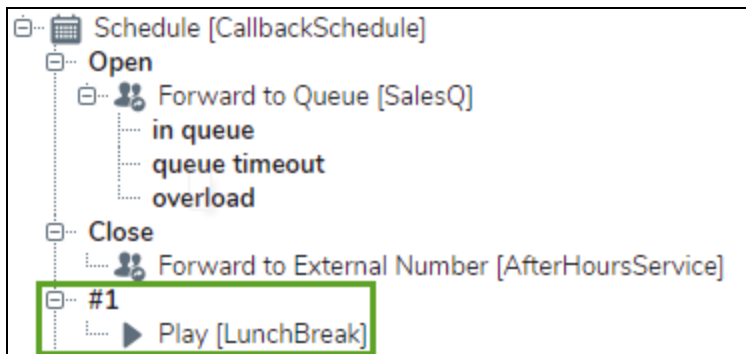 Schedule [CallbackSchedule]
Open
Forward to Queue [SalesQ]
in queue
queue timeout
overload
Close
Forward to External Number [AfterHoursService]
#1
Play [LunchBreak]